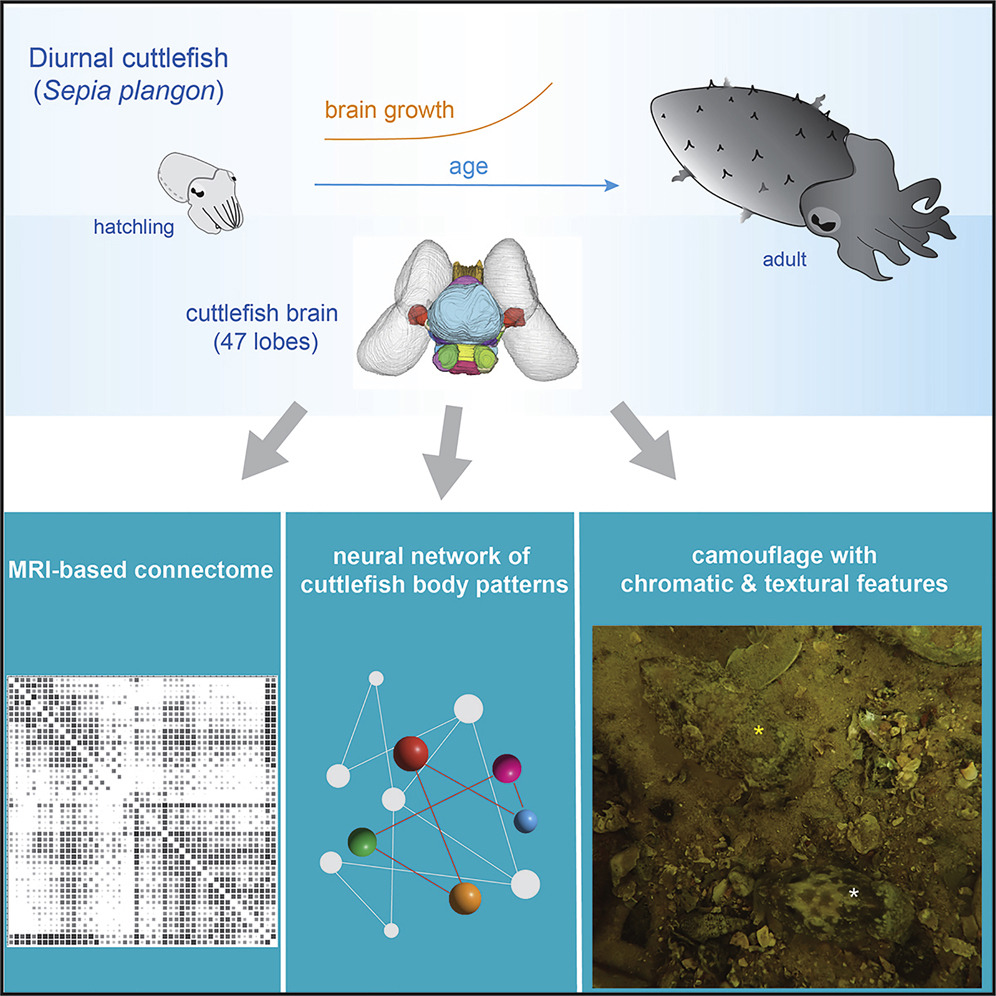 Diurnal cuttlefish
(Sepia plangon)
brain growth
age
hatchling
adult
cuttlefish brain
(47 lobes)
MRI-based connectome
neural network of
cuttlefish body patterns
camouflage with
chromatic & textural features
*
*